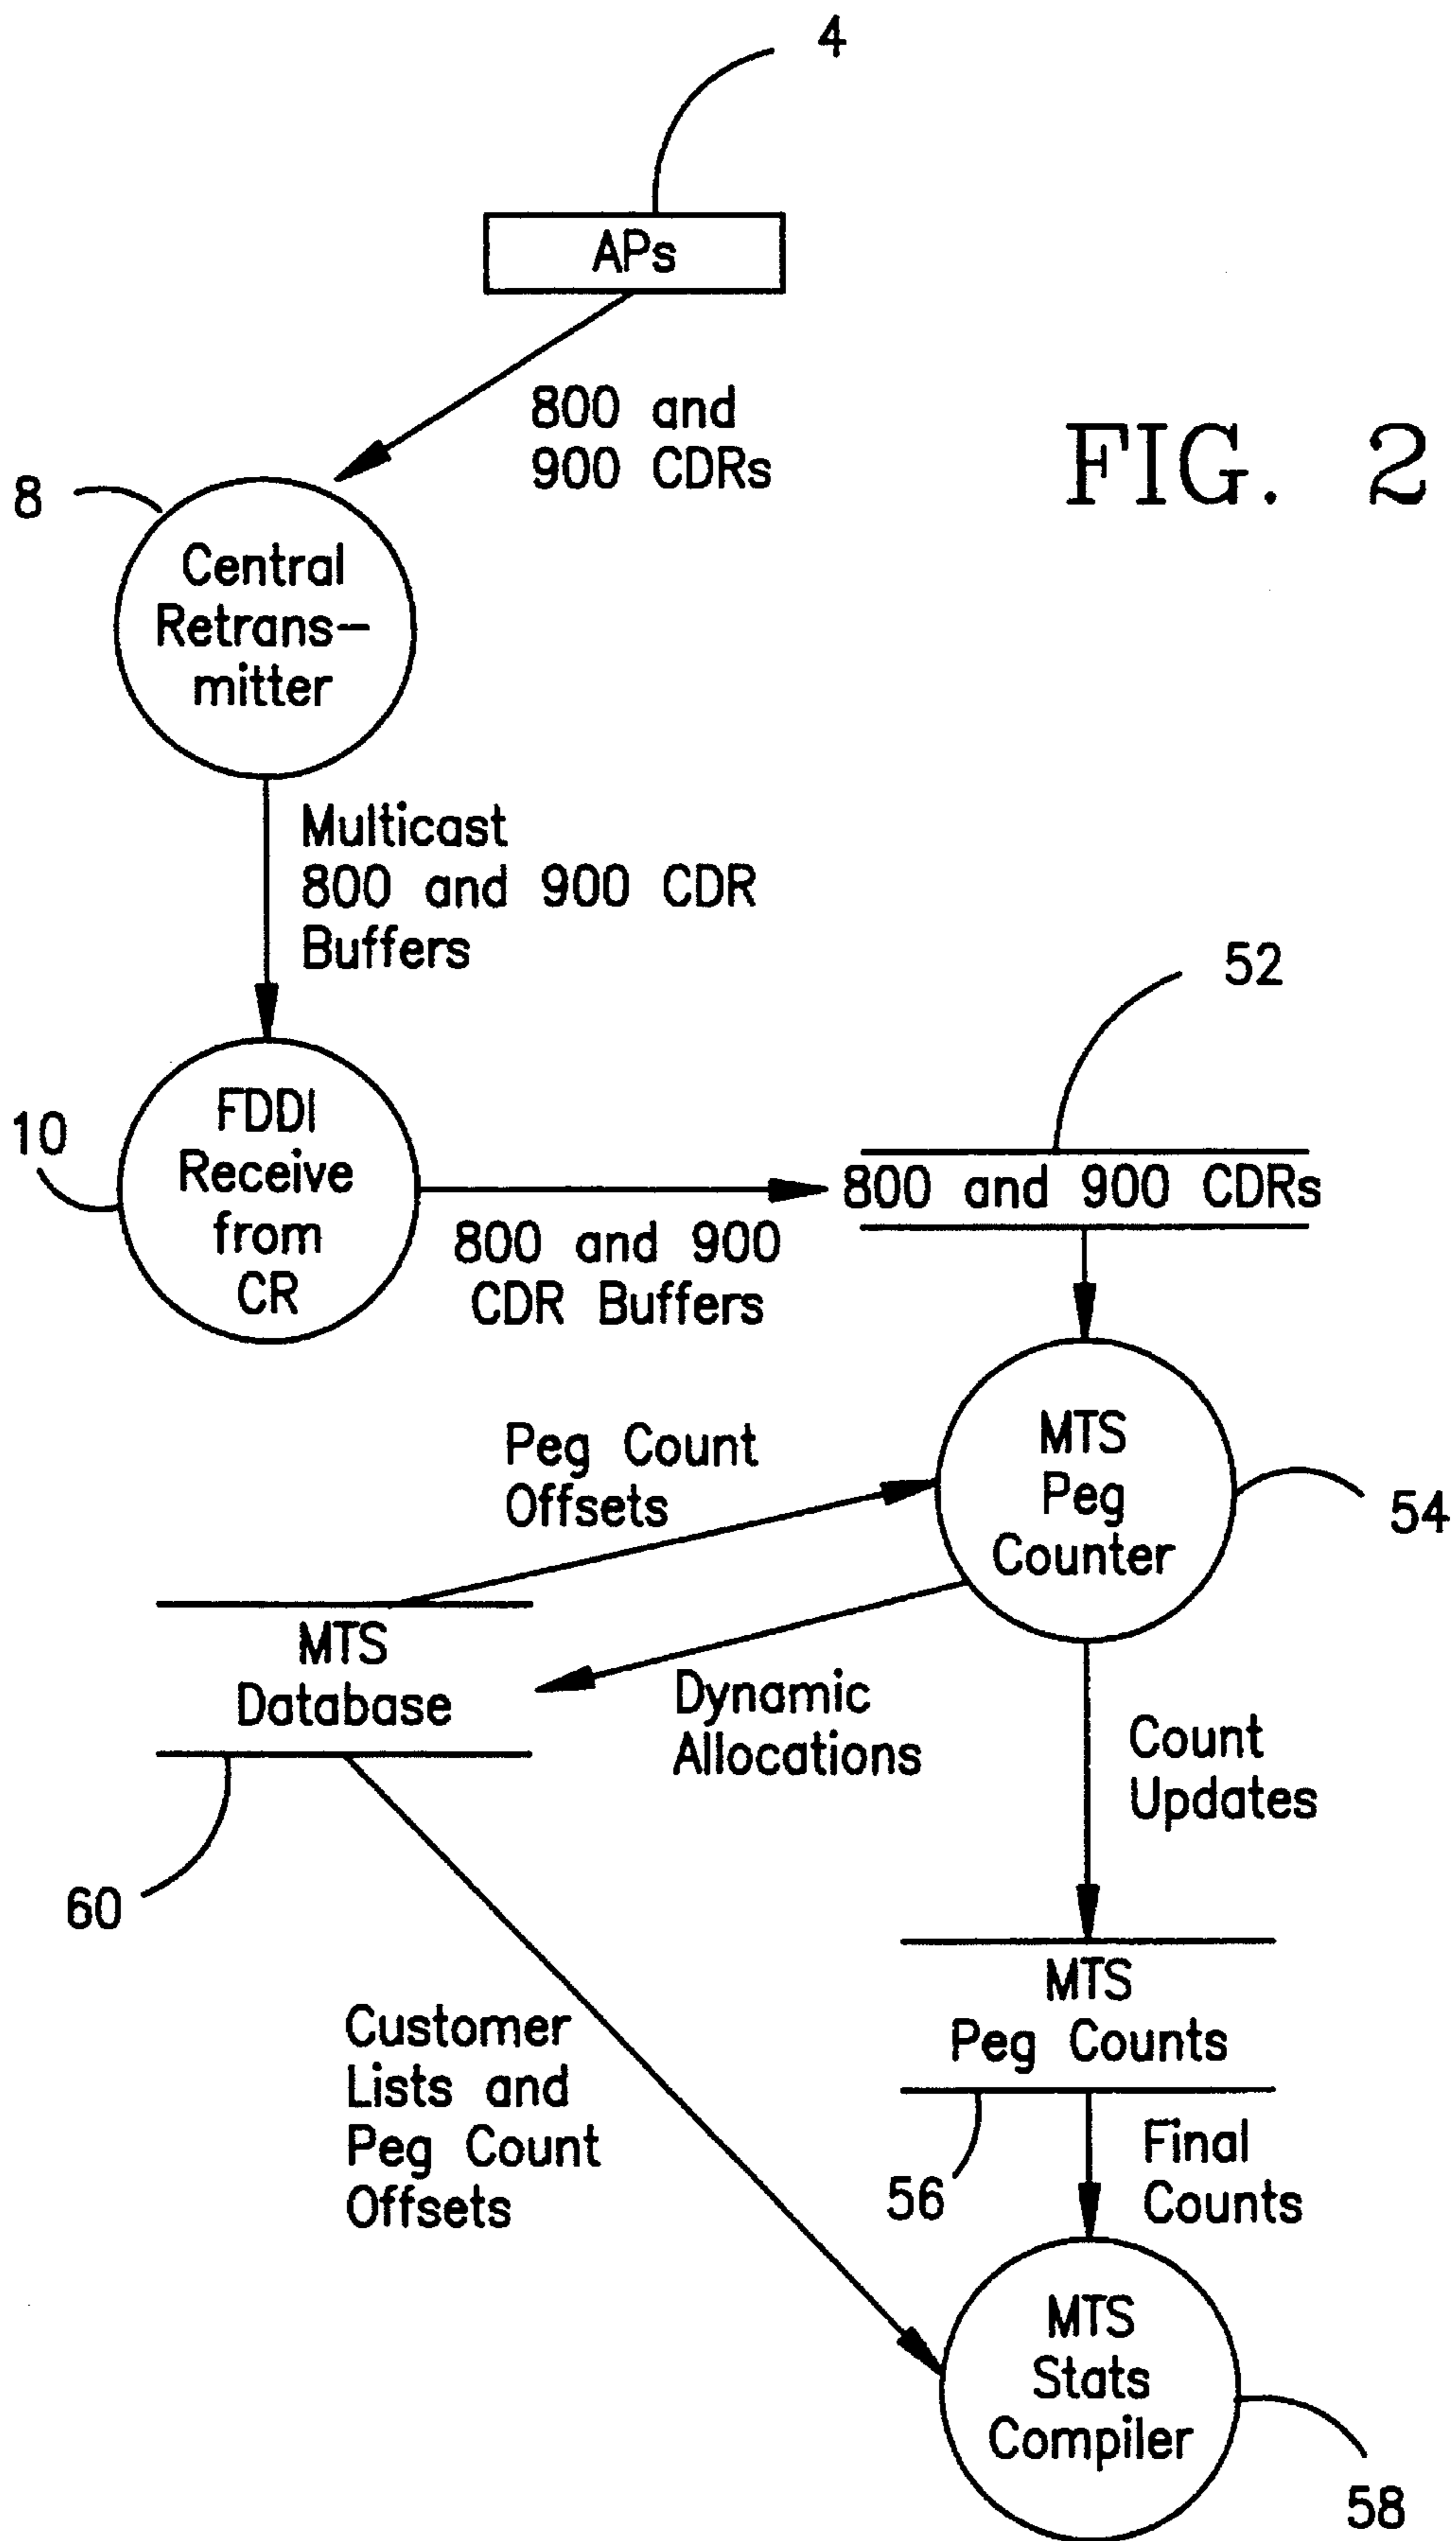 4
APs
800 and
900 CDRs
FIG. 2
8
Central
Retrans-
mitter
Multicast
800 and 900 CDR
Buffers
52
10
FDDI
Receive
from
CR
800 and 900 CDRs
800 and 900
CDR Buffers
MTS
Peg
Counter
54
Peg Count
Offsets
MTS
Database
Dynamic
Allocations
Count
Updates
60
MTS
Peg Counts
Customer
Lists and
Peg Count
Offsets
56
Final
Counts
MTS
Stats
Compiler
58